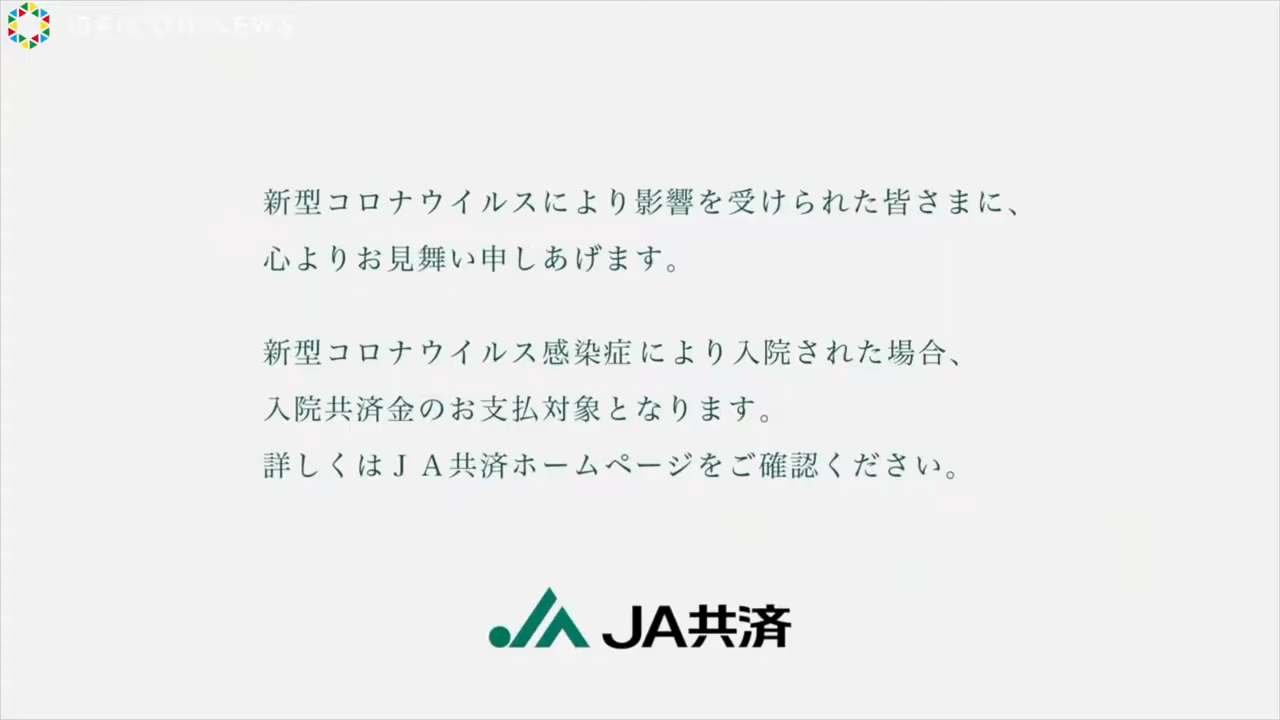 NEWS
新型コロナウイルスにより影響を受けられた皆さまに、
心よりお見舞い申しあげます。
新型コロナウイルス感染症により入院された場合、
入院共済金のお支払対象となります。
詳しくはＪＡ共済ホームページをご確認ください。
JA共済